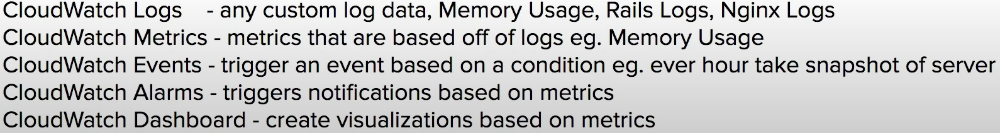 CloudWatch Logs - any custom log data, Memory Usage, Rails Logs, Nginx Logs
CloudWatch Metrics - metrics that are based off of logs eg. Memory Usage
CloudWatch Events - trigger an event based on a condition eg. ever hour take snapshot of server
CloudWatch Alarms - triggers notifications based on metrics
CloudWatch Dashboard - create visualizations based on metrics